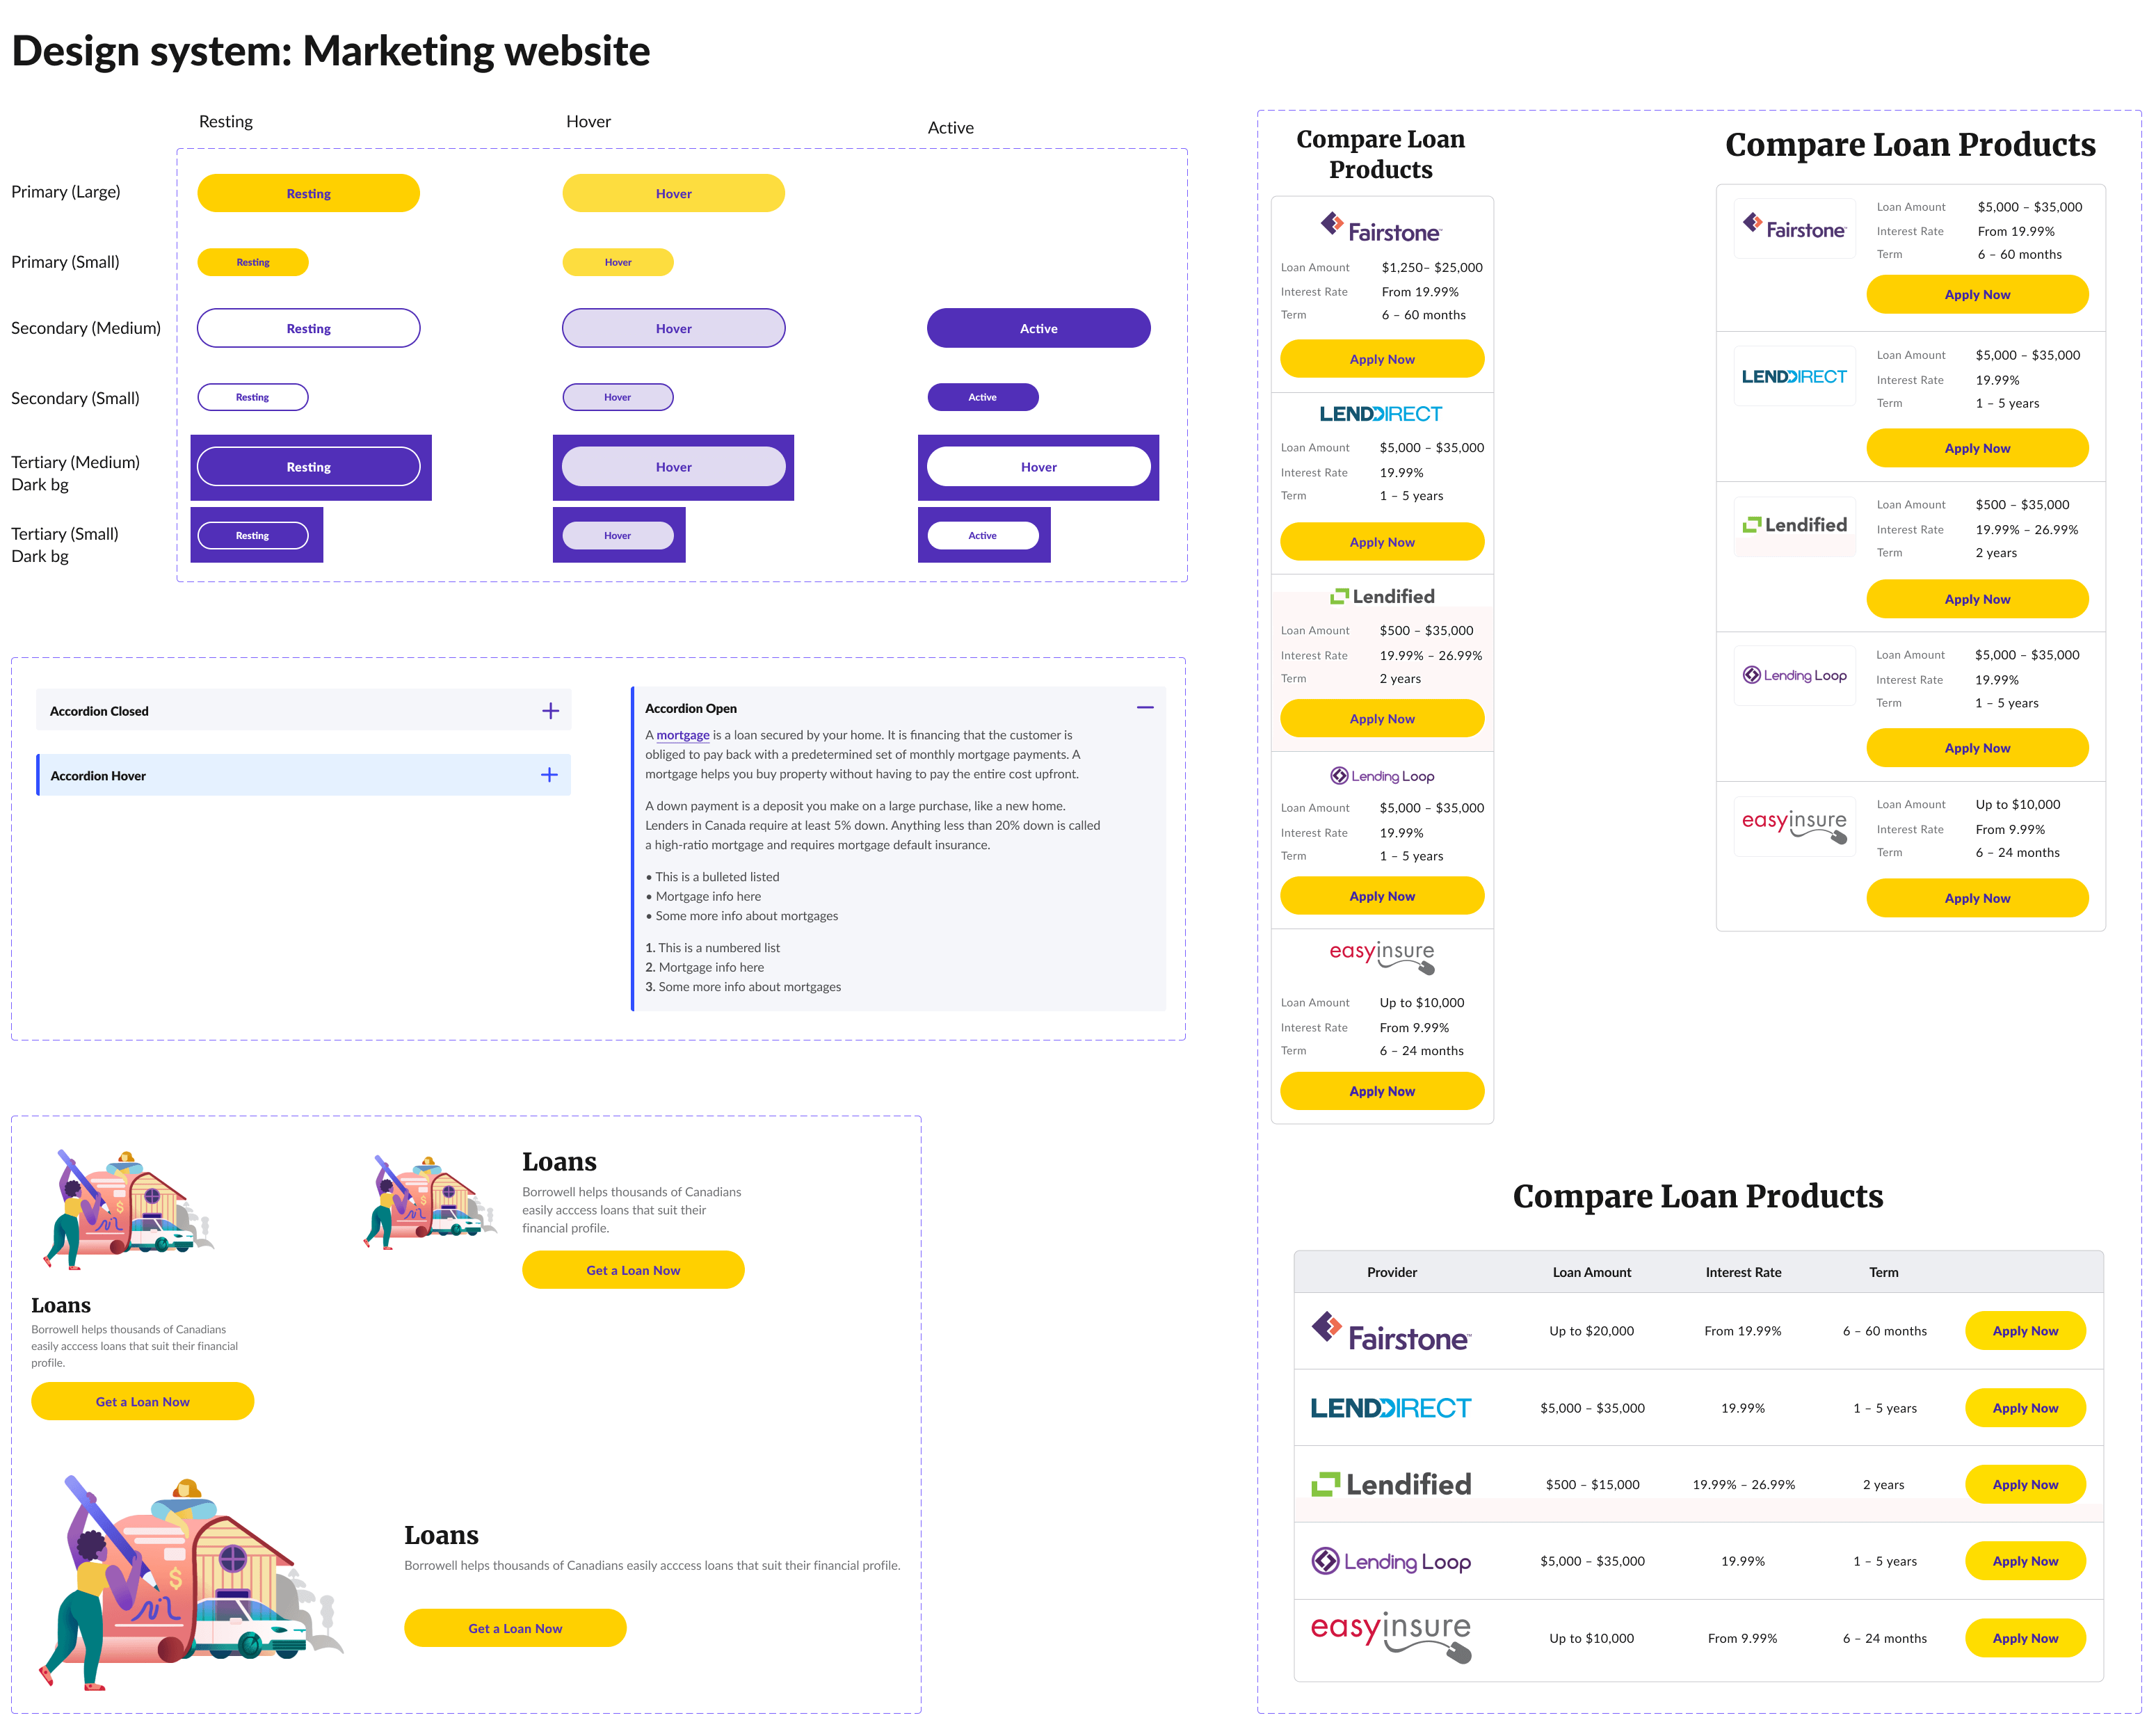 Design system: Marketing website
Resting
Hover
Active
Primary (Large)
Resting
Hover
Primary (Small)
Resting
Hover
Secondary (Medium)
Resting
Hover
Active
Secondary (Small)
Resting
Hover
Active
Tertiary (Medium)
Dark bg
Resting
Hover
Hover
Tertiary (Small)
Dark bg
Resting
Hover
Active
Accordion Closed
Accordion Hover
Accordion Open
A mortgage is a loan secured by your home. It is financing that the customer is
obliged to pay back with a predetermined set of monthly mortgage payments. A
mortgage helps you buy property without having to pay the entire cost upfront.
A down payment is a deposit you make on a large purchase, like a new home.
Lenders in Canada require at least 5% down. Anything less than 20% down is called
a high-ratio mortgage and requires mortgage default insurance.
• This is a bulleted listed
• Mortgage info here
• Some more info about mortgages
1. This is a numbered list
2. Mortgage info here
3. Some more info about mortgages
Loans
Borrowell helps thousands of Canadians
easily acccess loans that suit their financial
profile.
Get a Loan Now
Loans
Borrowell helps thousands of Canadians
easily acccess loans that suit their
financial profile.
Get a Loan Now
Loans
Borrowell helps thousands of Canadians easily acccess loans that suit their financial profile.
Get a Loan Now
Compare Loan
Products
Fairstone
Loan Amount $1,250– $25,000
Interest Rate From 19.99%
Term 6 – 60 months
Apply Now
LENDDIRECT
Loan Amount $5,000 – $35,000
Interest Rate 19.99%
Term 1 – 5 years
Apply Now
Lendified
Loan Amount $500 – $35,000
Interest Rate 19.99% – 26.99%
Term 2 years
Apply Now
Lending Loop
Loan Amount $5,000 – $35,000
Interest Rate 19.99%
Term 1 – 5 years
Apply Now
easyinsure
Loan Amount Up to $10,000
Interest Rate From 9.99%
Term 6 – 24 months
Apply Now
Compare Loan Products
Fairstone
Loan Amount $5,000 – $35,000
Interest Rate From 19.99%
Term 6 – 60 months
Apply Now
LENDDIRECT
Loan Amount $5,000 – $35,000
Interest Rate 19.99%
Term 1 – 5 years
Apply Now
Lendified
Loan Amount $500 – $35,000
Interest Rate 19.99% – 26.99%
Term 2 years
Apply Now
Lending Loop
Loan Amount $5,000 – $35,000
Interest Rate 19.99%
Term 1 – 5 years
Apply Now
easyinsure
Loan Amount Up to $10,000
Interest Rate From 9.99%
Term 6 – 24 months
Apply Now
Compare Loan Products
Provider Loan Amount Interest Rate Term
Fairstone Up to $20,000 From 19.99% 6 – 60 months Apply Now
LENDDIRECT $5,000 – $35,000 19.99% 1 – 5 years Apply Now
Lendified $500 – $15,000 19.99% – 26.99% 2 years Apply Now
Lending Loop $5,000 – $35,000 19.99% 1 – 5 years Apply Now
easyinsure Up to $10,000 From 9.99% 6 – 24 months Apply Now